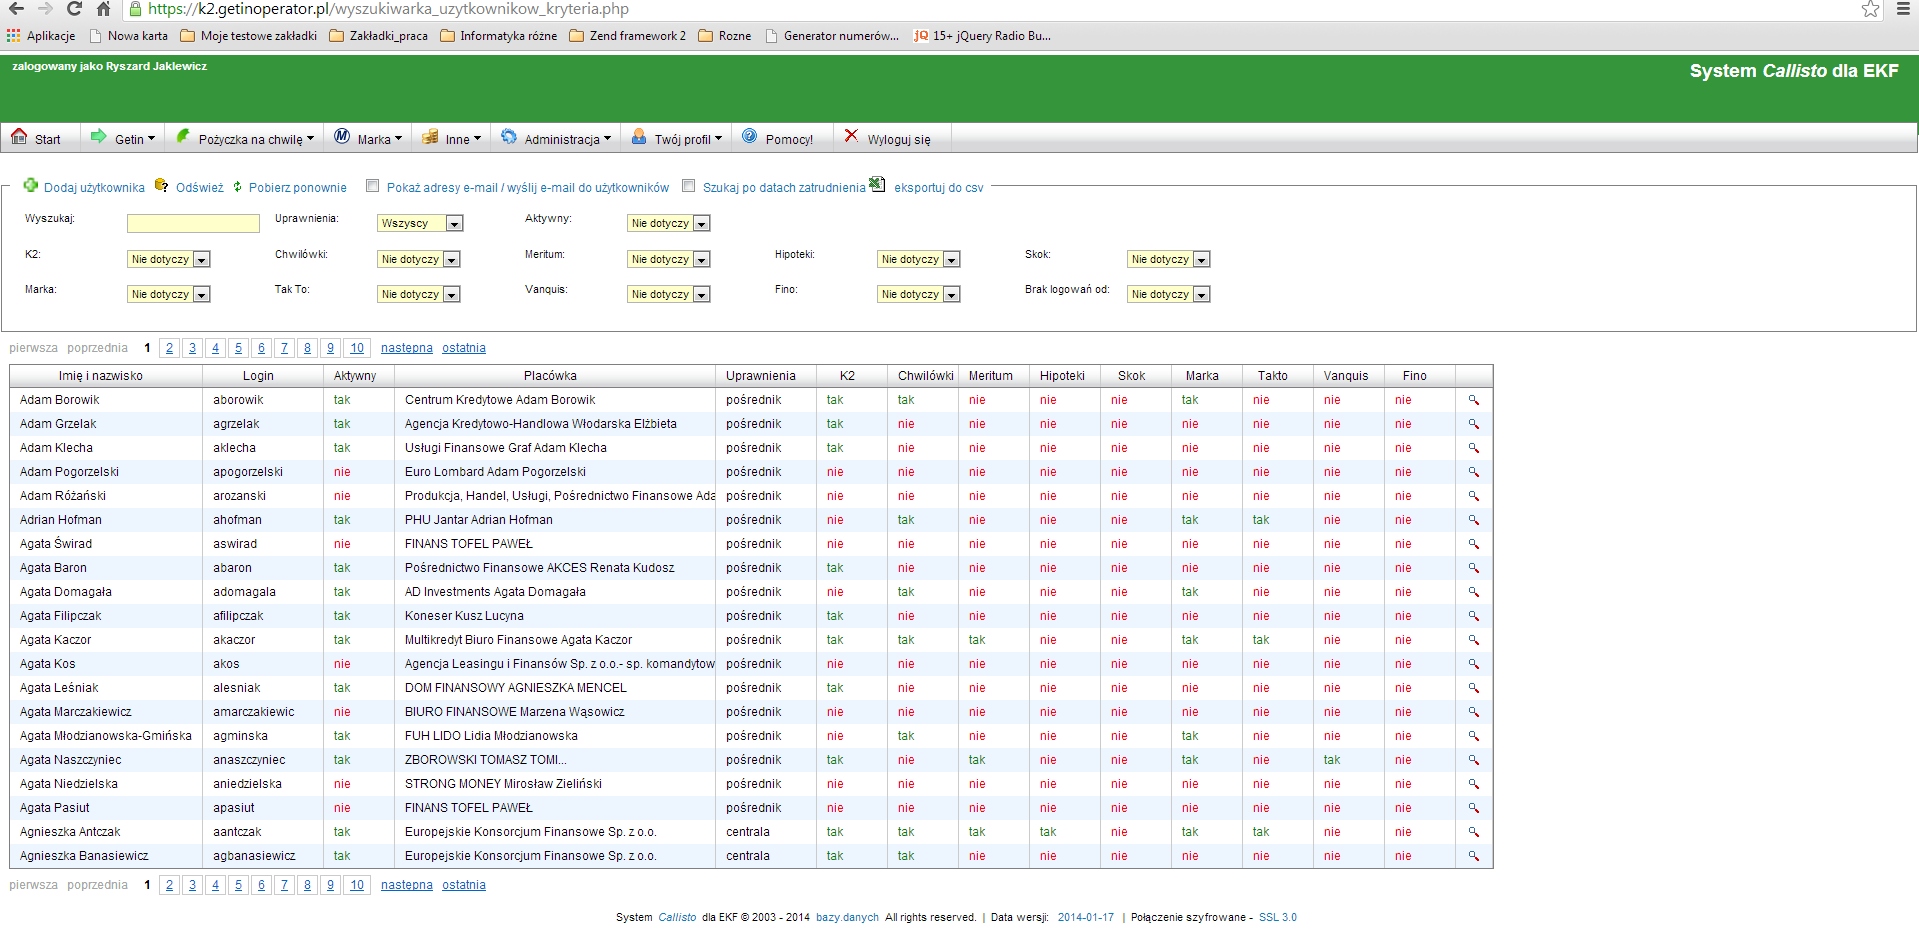 https://k2.getinoperator.pl/wyszukiwarka_uzytkownikow_kryteria.php
Aplikacje Nowa karta Moje testowe zakładki Zakładki_praca Informatyka różne Zend framework 2 Rozne Generator numerów... jQ 15+ jQuery Radio Bu...
zalogowany jako Ryszard Jaklewicz
System Callisto dla EKF
Start Getin Pożyczka na chwilę Marka Inne Administracja Twój profil Pomocy! Wyloguj się
Dodaj użytkownika Odśwież Pobierz ponownie Pokaż adresy e-mail / wyślij e-mail do użytkowników Szukaj po datach zatrudnienia eksportuj do csv
Wyszukaj: Uprawnienia: Wszyscy Aktywny: Nie dotyczy
K2: Nie dotyczy Chwilówki: Nie dotyczy Meritum: Nie dotyczy Hipoteki: Nie dotyczy Skok: Nie dotyczy
Marka: Nie dotyczy Tak To: Nie dotyczy Vanquis: Nie dotyczy Fino: Nie dotyczy Brak logowań od: Nie dotyczy
pierwsza poprzednia 1 2 3 4 5 6 7 8 9 10 następna ostatnia
Imię i nazwisko Login Aktywny Placówka Uprawnienia K2 Chwilówki Meritum Hipoteki Skok Marka Takto Vanquis Fino
Adam Borowik aborowik tak Centrum Kredytowe Adam Borowik pośrednik tak tak nie nie nie tak nie nie nie
Adam Grzelak agrzelak tak Agencja Kredytowo-Handlowa Włodarska Elżbieta pośrednik tak nie nie nie nie nie nie nie nie
Adam Klecha aklecha tak Usługi Finansowe Graf Adam Klecha pośrednik tak nie nie nie nie nie nie nie nie
Adam Pogorzelski apogorzelski nie Euro Lombard Adam Pogorzelski pośrednik nie nie nie nie nie nie nie nie nie
Adam Różański arozanski nie Produkcja, Handel, Usługi, Pośrednictwo Finansowe Ada pośrednik nie nie nie nie nie nie nie nie nie
Adrian Hofman ahofman tak PHU Jantar Adrian Hofman pośrednik nie tak nie nie nie tak tak nie nie
Agata Świrad aswirad nie FINANS TOFEL PAWEŁ pośrednik nie nie nie nie nie nie nie nie nie
Agata Baron abaron tak Pośrednictwo Finansowe AKCES Renata Kudosz pośrednik tak nie nie nie nie nie nie nie nie
Agata Domagała adomagala tak AD Investments Agata Domagała pośrednik nie tak nie nie nie tak nie nie nie
Agata Filipczak afilipczak tak Koneser Kusz Lucyna pośrednik tak nie nie nie nie nie nie nie nie
Agata Kaczor akaczor tak Multikredyt Biuro Finansowe Agata Kaczor pośrednik tak tak tak nie nie tak tak nie nie
Agata Kos akos nie Agencja Leasingu i Finansów Sp. z o.o.- sp. komandytow pośrednik nie nie nie nie nie nie nie nie nie
Agata Leśniak alesniak tak DOM FINANSOWY AGNIESZKA MENCEL pośrednik tak nie nie nie nie nie nie nie nie
Agata Marczakiewicz amarczakiewic nie BIURO FINANSOWE Marzena Wąsowicz pośrednik nie nie nie nie nie nie nie nie nie
Agata Młodzianowska-Gmińska agminska tak FUH LIDO Lidia Młodzianowska pośrednik nie tak nie nie nie tak nie nie nie
Agata Naszczyniec anaszczyniec tak ZBOROWSKI TOMASZ TOMI... pośrednik tak nie tak nie nie tak nie tak nie
Agata Niedzielska aniedzielska nie STRONG MONEY Mirosław Zieliński pośrednik nie nie nie nie nie nie nie nie nie
Agata Pasiut apasiut nie FINANS TOFEL PAWEŁ pośrednik nie nie nie nie nie nie nie nie nie
Agnieszka Antczak aantczak tak Europejskie Konsorcjum Finansowe Sp. z o.o. centrala tak tak tak tak nie tak tak nie nie
Agnieszka Banasiewicz agbanasiewicz tak Europejskie Konsorcjum Finansowe Sp. z o.o. centrala tak tak nie nie nie nie nie nie nie
pierwsza poprzednia 1 2 3 4 5 6 7 8 9 10 następna ostatnia
System Callisto dla EKF © 2003 - 2014 bazy.danych All rights reserved. | Data wersji: 2014-01-17 | Połączenie szyfrowane - SSL 3.0